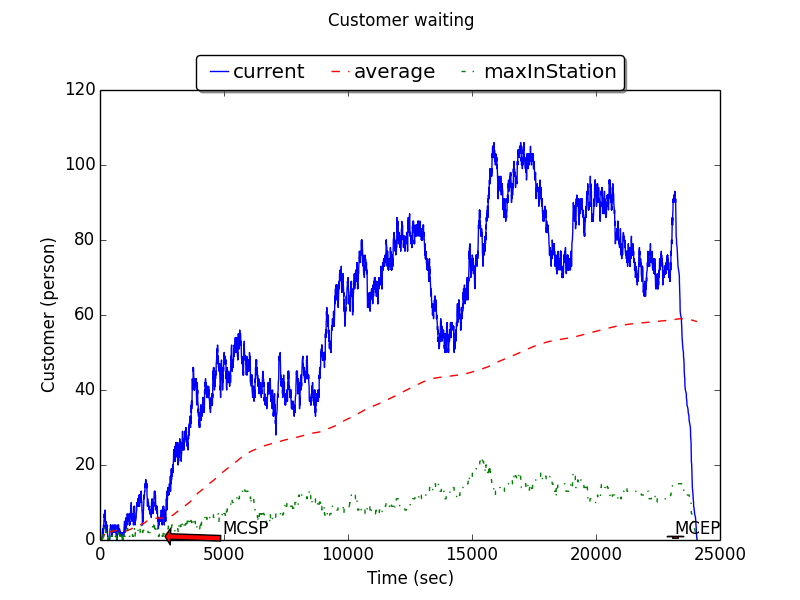 Customer waiting
current average maxInStation
120
100
80
60
40
20
0
Customer (person)
MCSP MCEP
0 5000 10000 15000 20000 25000
Time (sec)